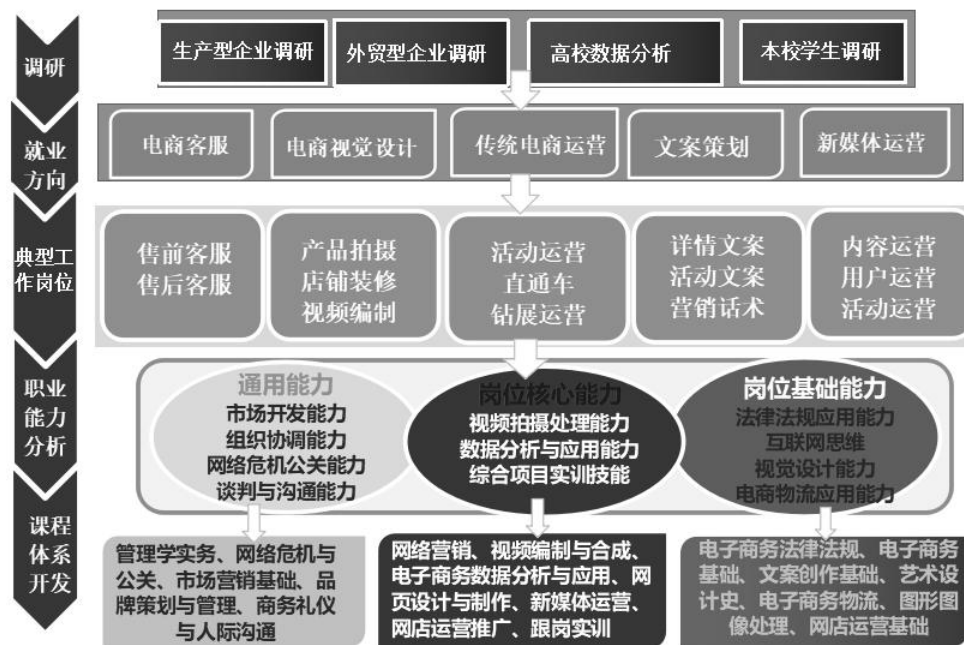 调研
生产型企业调研
外贸型企业调研
高校数据分析
本校学生调研
就业
方向
电商客服
电商视觉设计
传统电商运营
文案策划
新媒体运营
典型工
作岗位
售前客服
售后客服
产品拍摄
店铺装修
视频编制
活动运营
直通车
钻展运营
详情文案
活动文案
营销话术
内容运营
用户运营
活动运营
职业
能力
分析
通用能力
市场开发能力
组织协调能力
网络危机公关能力
谈判与沟通能力
岗位核心能力
视频拍摄处理能力
数据分析与应用能力
综合项目实训技能
岗位基础能力
法律法规应用能力
互联网思维
视觉设计能力
电商物流应用能力
课程
体系
开发
管理学实务、网络危机与
公关、市场营销基础、品
牌策划与管理、商务礼仪
与人际沟通
网络营销、视频编制与合成、
电子商务数据分析与应用、网
页设计与制作、新媒体运营、
网店运营推广、跟岗实训
电子商务法律法规、电子商务
基础、文案创作基础、艺术设
计史、电子商务物流、图形图
像处理、网店运营基础